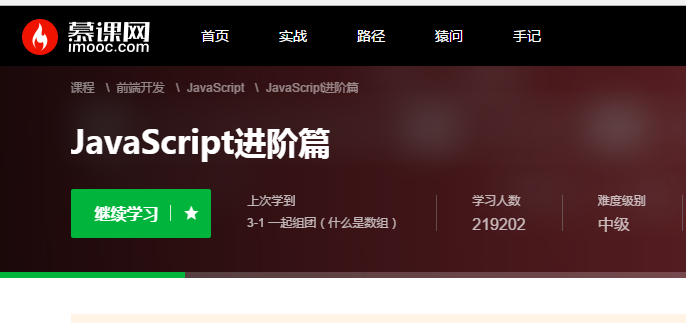 慕课网
imooc.com
首页 实战 路径 猿问 手记
课程 \ 前端开发 \ JavaScript \ JavaScript进阶篇
JavaScript进阶篇
继续学习
上次学到 学习人数 难度级别
3-1 一起组团（什么是数组） 219202 中级